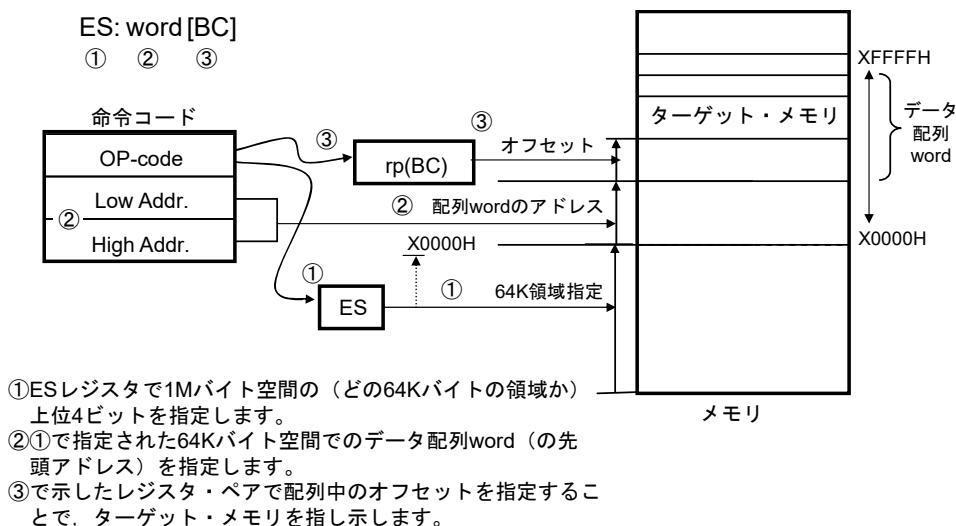 ES: word [BC]
① ② ③
命令コード
OP-code
Low Addr.
②
High Addr.
③
rp(BC)
③
オフセット
② 配列wordのアドレス
X0000H
①
ES
① 64K領域指定
XFFFFH
ターゲット・メモリ
データ
配列
word
X0000H
メモリ
①ESレジスタで1Mバイト空間の（どの64Kバイトの領域か）
上位4ビットを指定します。
②①で指定された64Kバイト空間でのデータ配列word（の先
頭アドレス）を指定します。
③で示したレジスタ・ペアで配列中のオフセットを指定するこ
とで，ターゲット・メモリを指し示します。